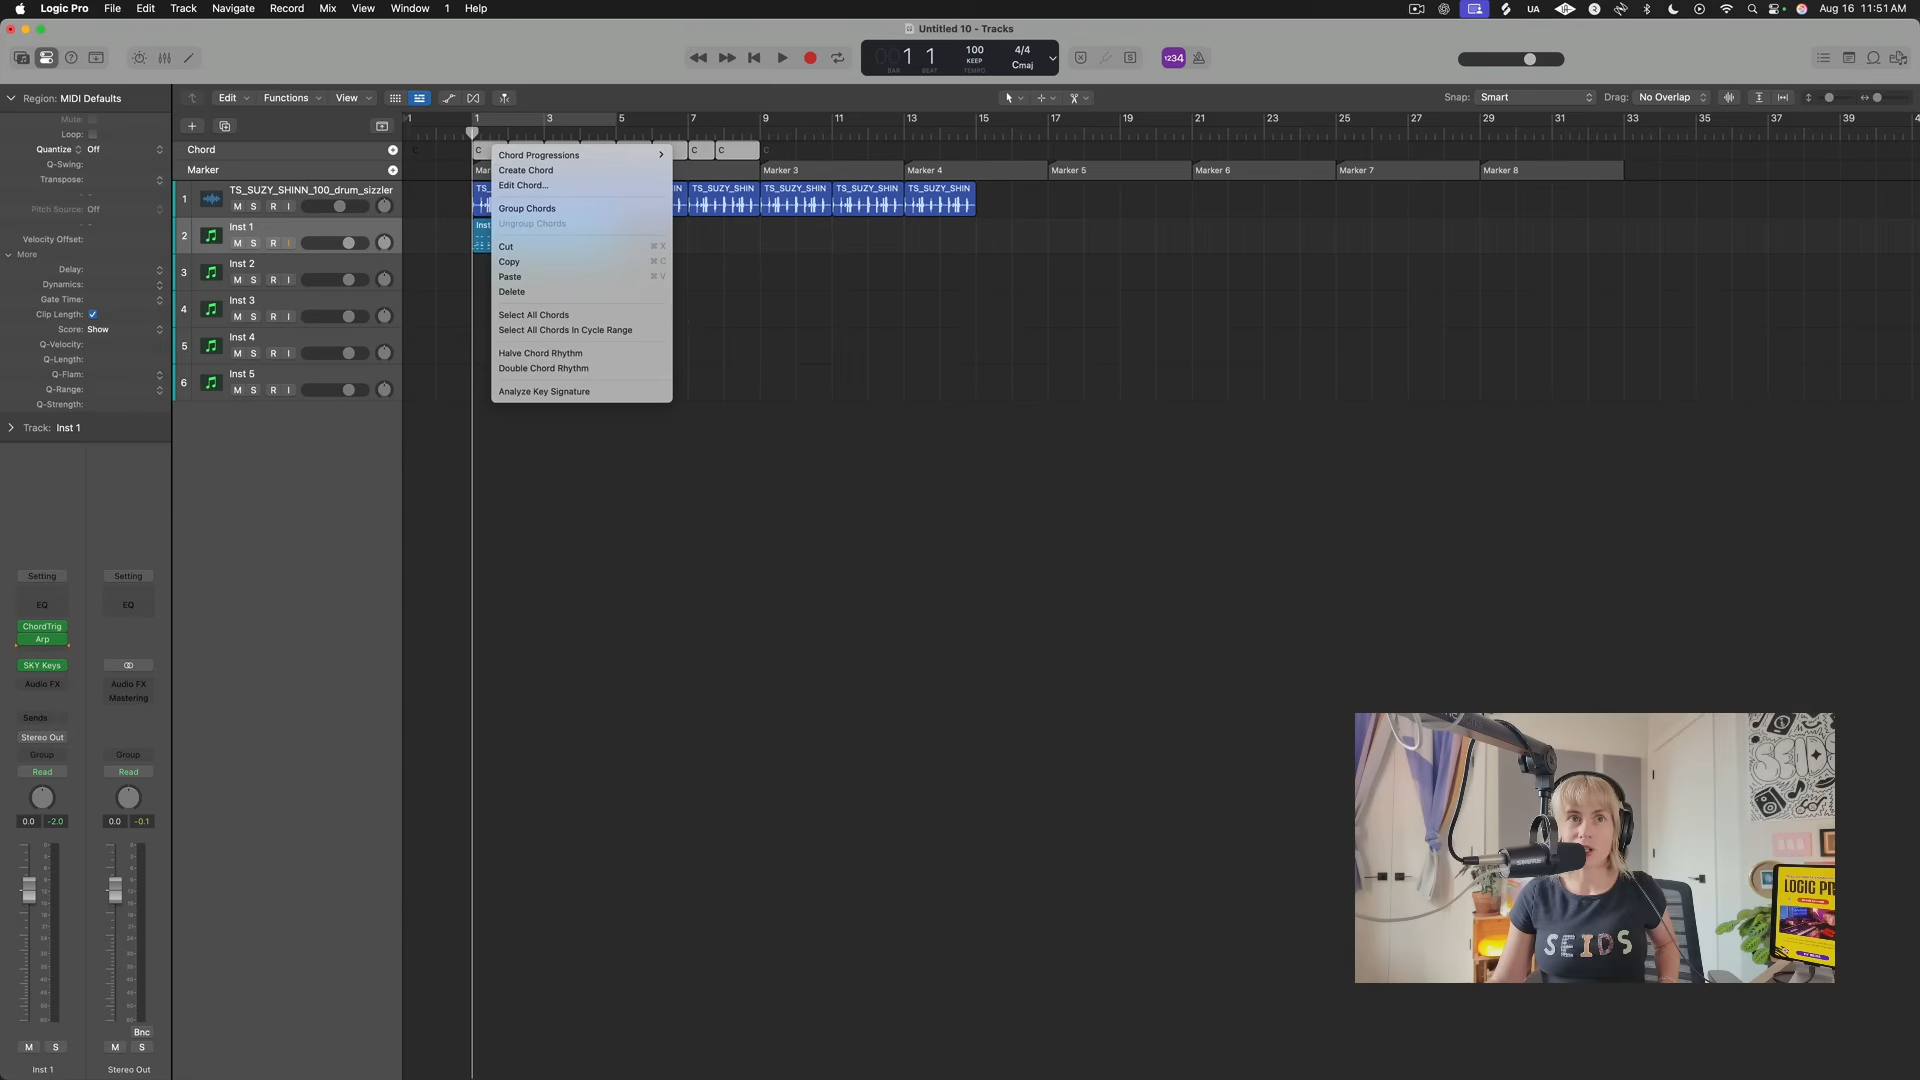 Logic Pro File Edit Track Navigate Record Mix View Window 1 Help
UA
Aug 16 11:51 AM
Untitled 10 - Tracks
001 1
BAR BEAT
100
KEEP
TEMPO
4/4
Cmaj
1234
Region: MIDI Defaults
Edit Functions View
Snap: Smart
Drag: No Overlap
Mute:
Loop:
Quantize Off
Q-Swing:
Transpose:
Pitch Source: Off
Velocity Offset:
More
Delay:
Dynamics:
Gate Time:
Clip Length:
Score: Show
Q-Velocity:
Q-Length:
Q-Flam:
Q-Range:
Q-Strength:
Track: Inst 1
1 1 3 5 7 9 11 13 15 17 19 21 23 25 27 29 31 33 35 37 39
Chord
C C C C C
Marker
Mar Marker 3 Marker 4 Marker 5 Marker 6 Marker 7 Marker 8
1 TS_SUZY_SHINN_100_drum_sizzler
M S R I
TS_ IN TS_SUZY_SHIN TS_SUZY_SHIN TS_SUZY_SHIN TS_SUZY_SHIN
2 Inst 1
M S R I
Inst
3 Inst 2
M S R I
4 Inst 3
M S R I
5 Inst 4
M S R I
6 Inst 5
M S R I
Chord Progressions
Create Chord
Edit Chord...
Group Chords
Ungroup Chords
Cut ⌘ X
Copy ⌘ C
Paste ⌘ V
Delete
Select All Chords
Select All Chords In Cycle Range
Halve Chord Rhythm
Double Chord Rhythm
Analyze Key Signature
Setting Setting
EQ EQ
ChordTrig
Arp
SKY Keys
Audio FX Audio FX
Mastering
Sends
Stereo Out
Group Group
Read Read
0.0 -2.0 0.0 -0.1
Bnc
M S M S
Inst 1 Stereo Out
SEIDS
SHURE
LOGIC PR
SEIDS